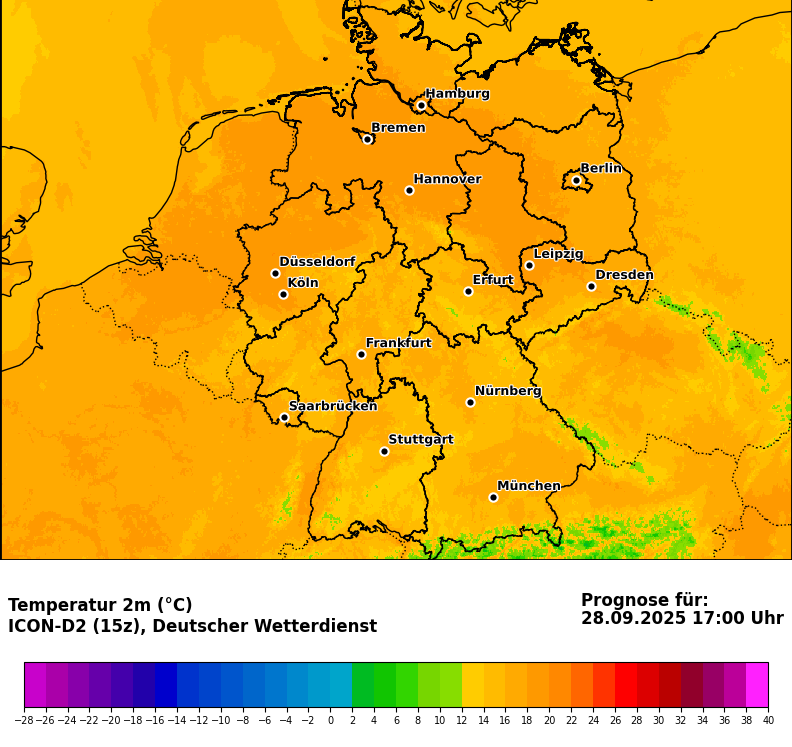 Hamburg
Bremen
Berlin
Hannover
Leipzig
Düsseldorf
Dresden
Erfurt
Köln
Frankfurt
Nürnberg
Saarbrücken
Stuttgart
München
Temperatur 2m (°C)
ICON-D2 (15z), Deutscher Wetterdienst
Prognose für:
28.09.2025 17:00 Uhr
−28 −26 −24 −22 −20 −18 −16 −14 −12 −10 −8 −6 −4 −2 0 2 4 6 8 10 12 14 16 18 20 22 24 26 28 30 32 34 36 38 40